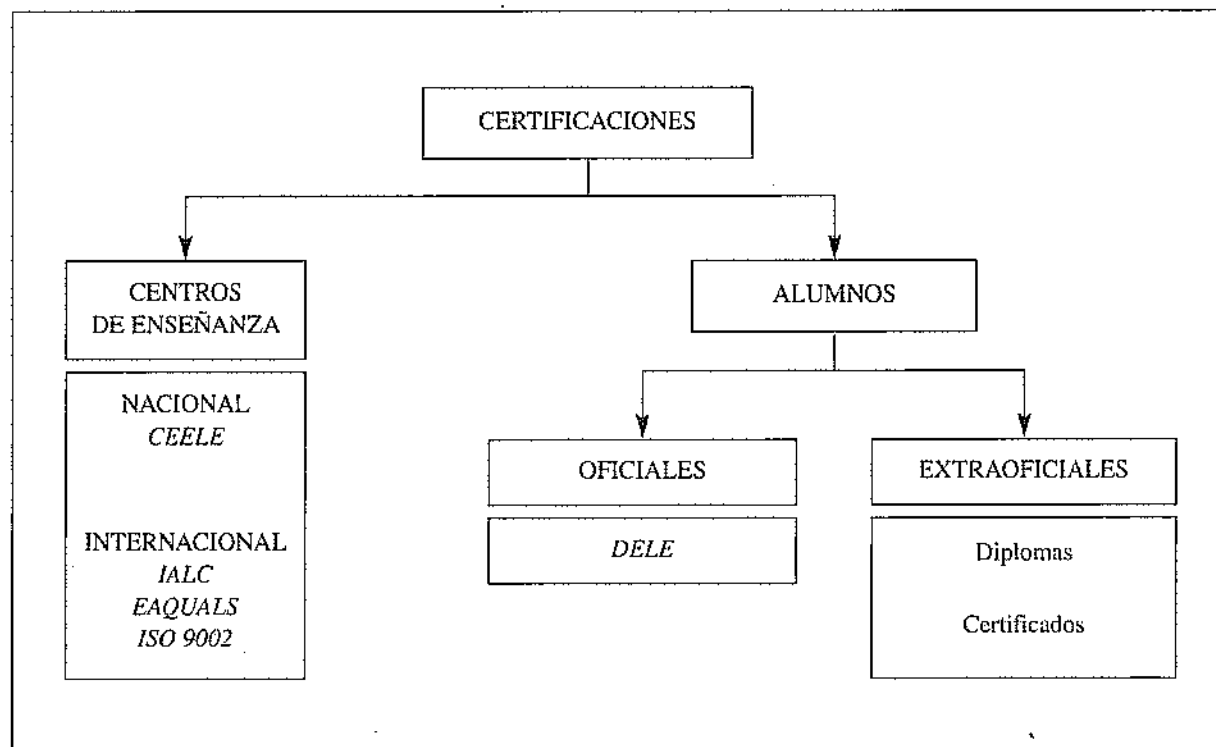 CERTIFICACIONES
CENTROS
DE ENSEÑANZA
ALUMNOS
NACIONAL
CEELE
INTERNACIONAL
IALC
EAQUALS
ISO 9002
OFICIALES
EXTRAOFICIALES
DELE
Diplomas
Certificados